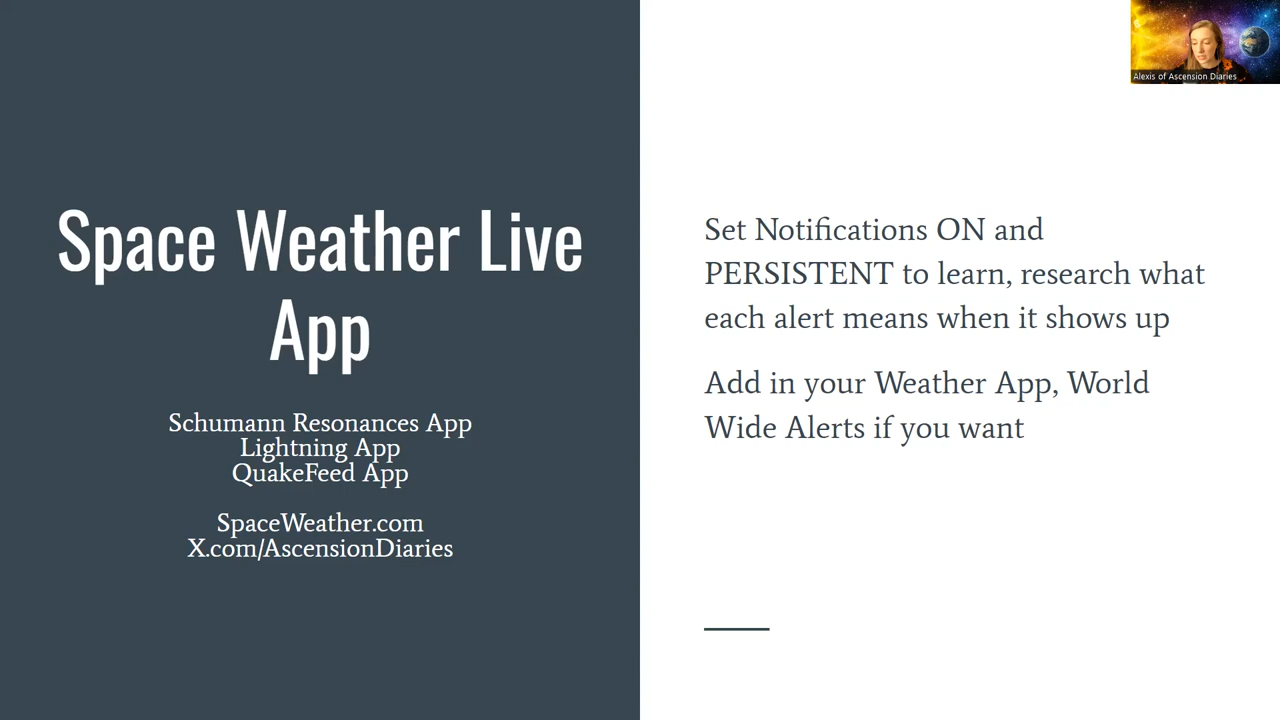 Space Weather Live
App
Schumann Resonances App
Lightning App
QuakeFeed App
SpaceWeather.com
X.com/AscensionDiaries
Set Notifications ON and
PERSISTENT to learn, research what
each alert means when it shows up
Add in your Weather App, World
Wide Alerts if you want
Alexis of Ascension Diaries